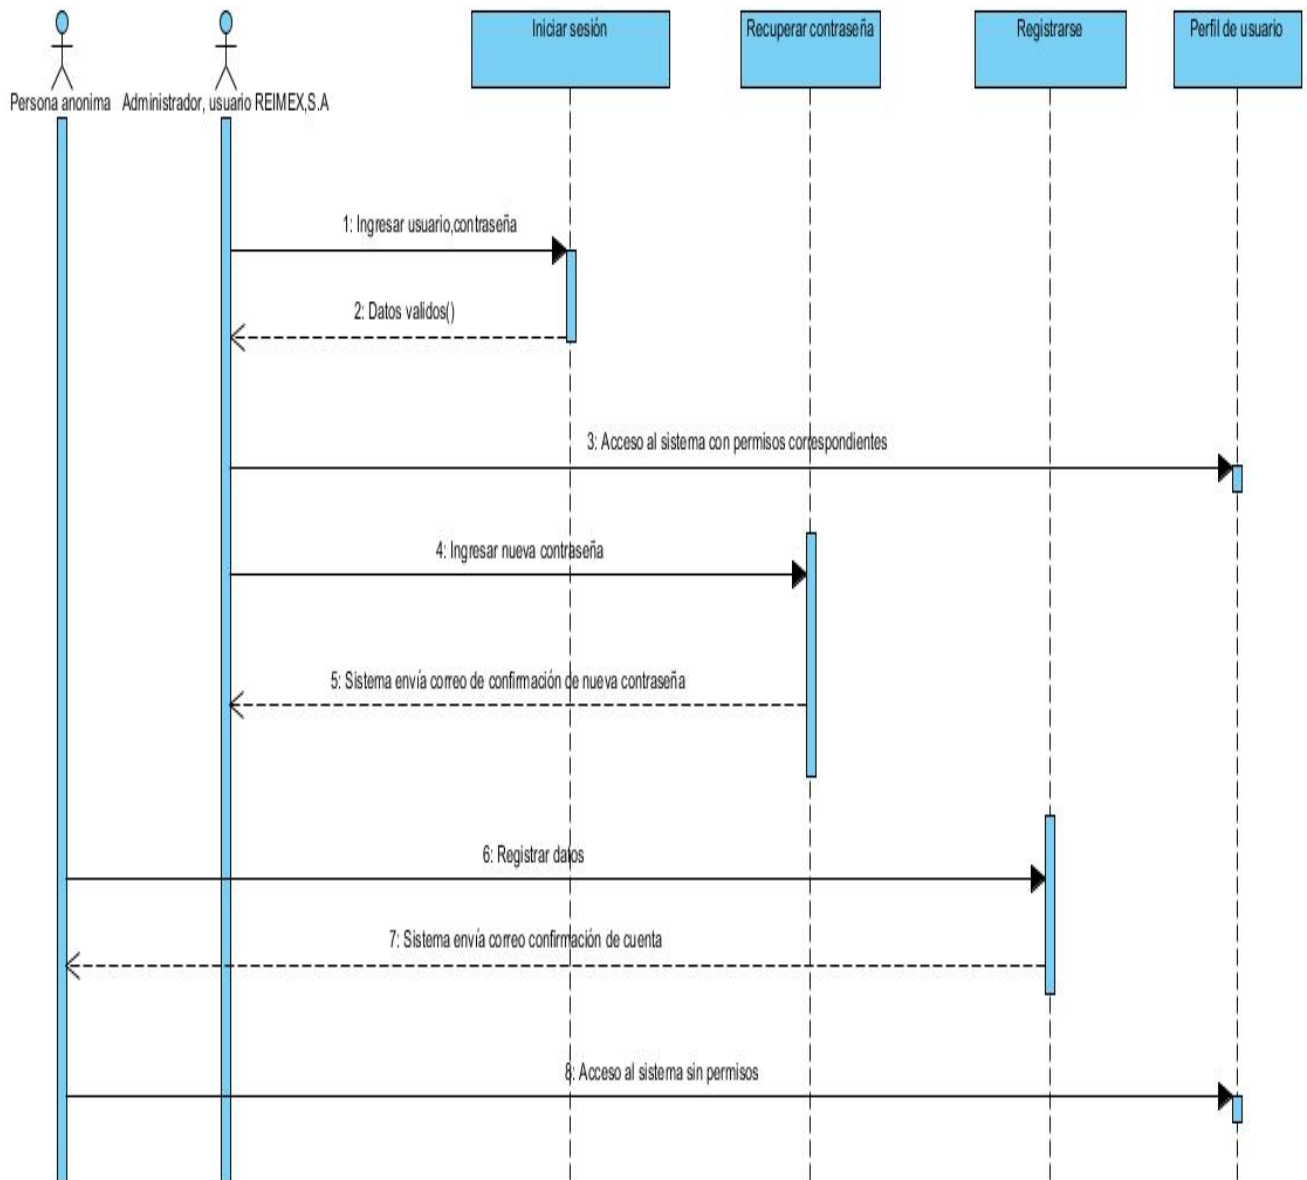 Iniciar sesión
Recuperar contraseña
Registrarse
Perfil de usuario
Persona anonima
Administrador, usuario REIMEX,S.A
1: Ingresar usuario,contraseña
2: Datos validos()
3: Acceso al sistema con permisos correspondientes
4: Ingresar nueva contraseña
5: Sistema envía correo de confirmación de nueva contraseña
6: Registrar datos
7: Sistema envía correo confirmación de cuenta
8: Acceso al sistema sin permisos